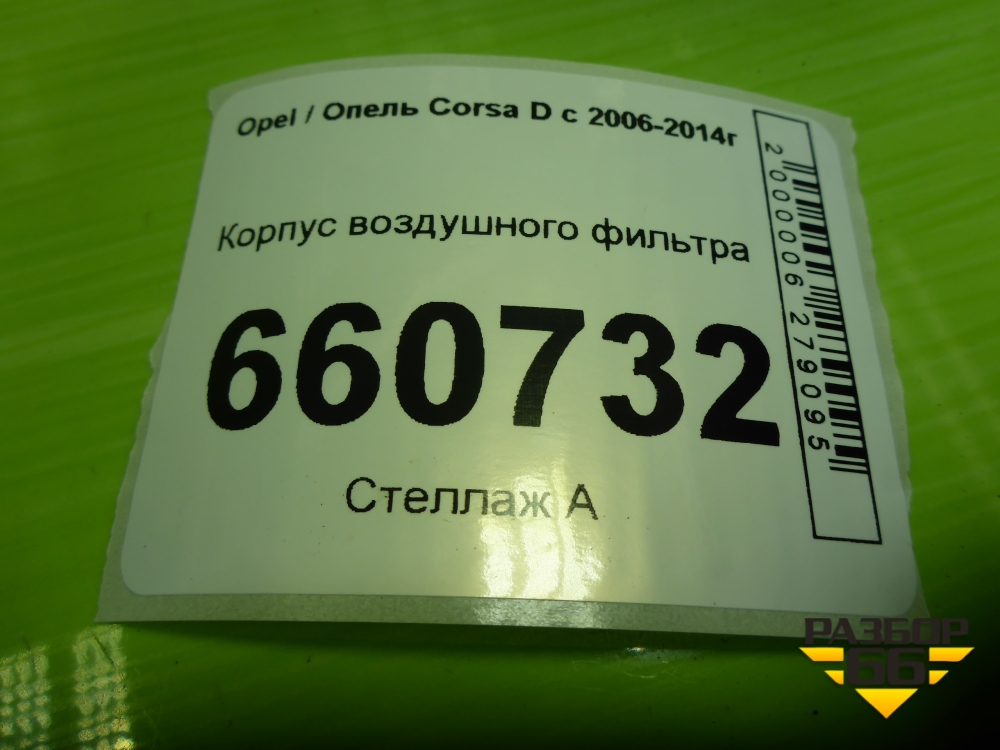 Opel / Опель Corsa D с 2006-2014г
Корпус воздушного фильтра
660732
Стеллаж А
2000006279095
РАЗБОР
66